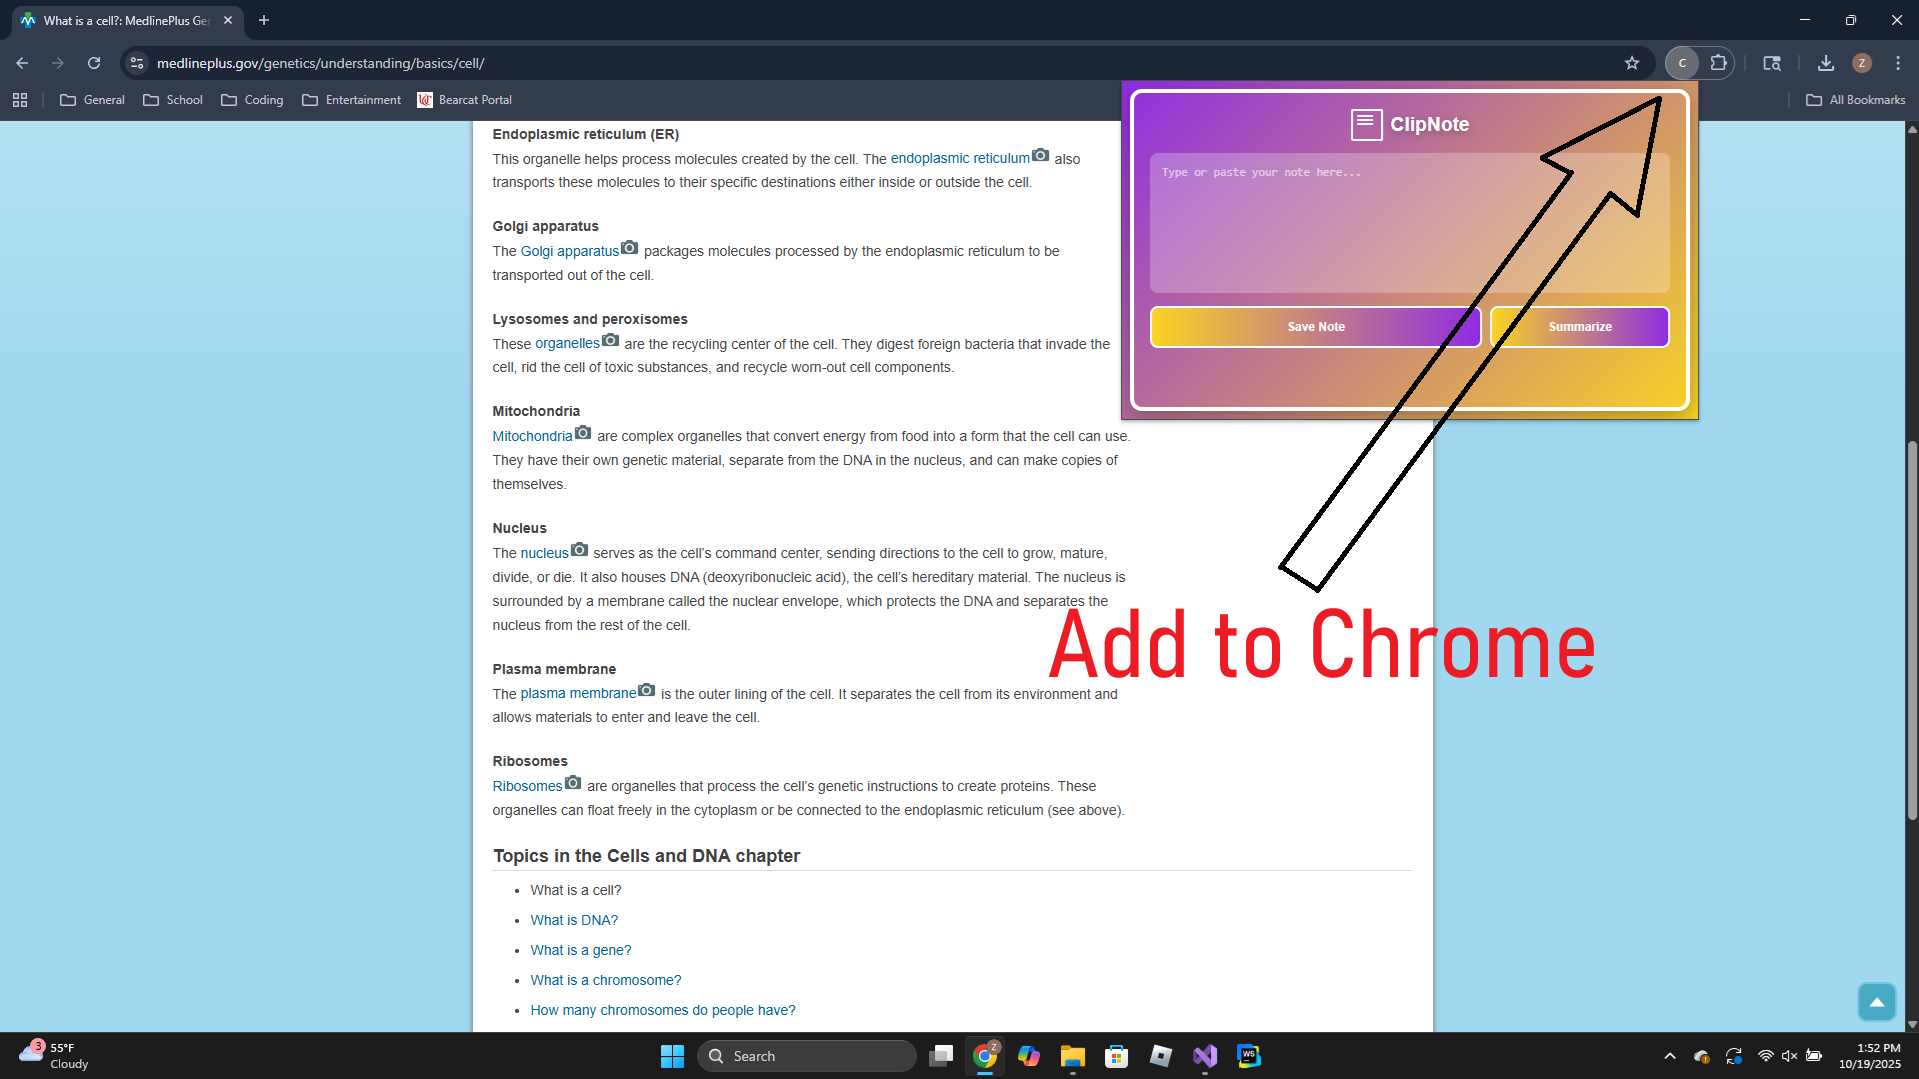 What is a cell?: MedlinePlus Ge
medlineplus.gov/genetics/understanding/basics/cell/
C
Z
General
School
Coding
Entertainment
Bearcat Portal
All Bookmarks
Endoplasmic reticulum (ER)
This organelle helps process molecules created by the cell. The endoplasmic reticulum also
transports these molecules to their specific destinations either inside or outside the cell.
Golgi apparatus
The Golgi apparatus packages molecules processed by the endoplasmic reticulum to be
transported out of the cell.
Lysosomes and peroxisomes
These organelles are the recycling center of the cell. They digest foreign bacteria that invade the
cell, rid the cell of toxic substances, and recycle worn-out cell components.
Mitochondria
Mitochondria are complex organelles that convert energy from food into a form that the cell can use.
They have their own genetic material, separate from the DNA in the nucleus, and can make copies of
themselves.
Nucleus
The nucleus serves as the cell’s command center, sending directions to the cell to grow, mature,
divide, or die. It also houses DNA (deoxyribonucleic acid), the cell’s hereditary material. The nucleus is
surrounded by a membrane called the nuclear envelope, which protects the DNA and separates the
nucleus from the rest of the cell.
Plasma membrane
The plasma membrane is the outer lining of the cell. It separates the cell from its environment and
allows materials to enter and leave the cell.
Ribosomes
Ribosomes are organelles that process the cell’s genetic instructions to create proteins. These
organelles can float freely in the cytoplasm or be connected to the endoplasmic reticulum (see above).
Topics in the Cells and DNA chapter
What is a cell?
What is DNA?
What is a gene?
What is a chromosome?
How many chromosomes do people have?
ClipNote
Type or paste your note here...
Save Note
Summarize
Add to Chrome
3
55°F
Cloudy
Search
Z
WS
1:52 PM
10/19/2025